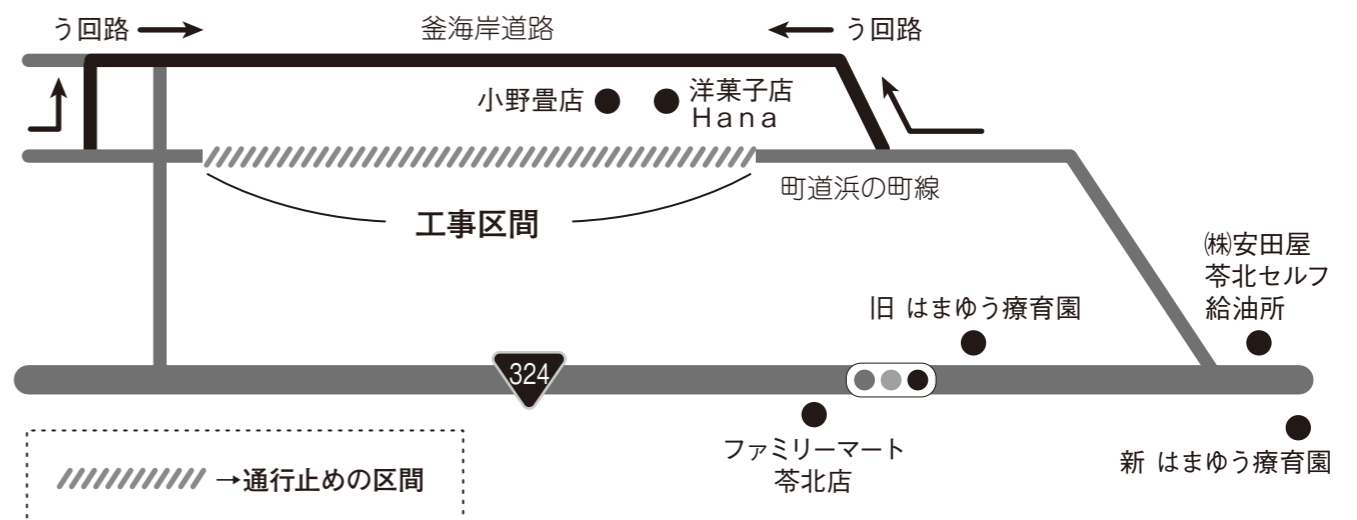 う回路
釜海岸道路
う回路
小野畳店
洋菓子店
Hana
町道浜の町線
工事区間
㈱安田屋
苓北セルフ
給油所
旧 はまゆう療育園
324
ファミリーマート
苓北店
新 はまゆう療育園
→通行止めの区間